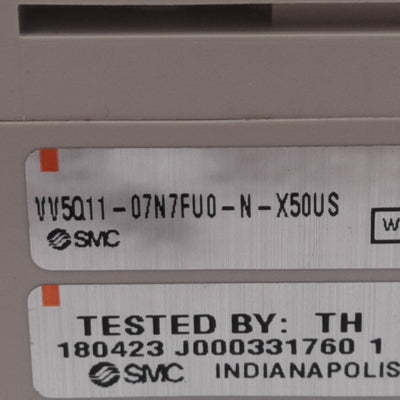 VV5Q11-07N7FU0-N-X50US
SMC
W
TESTED BY: TH
180423 J000331760 1
SMC INDIANAPOLIS